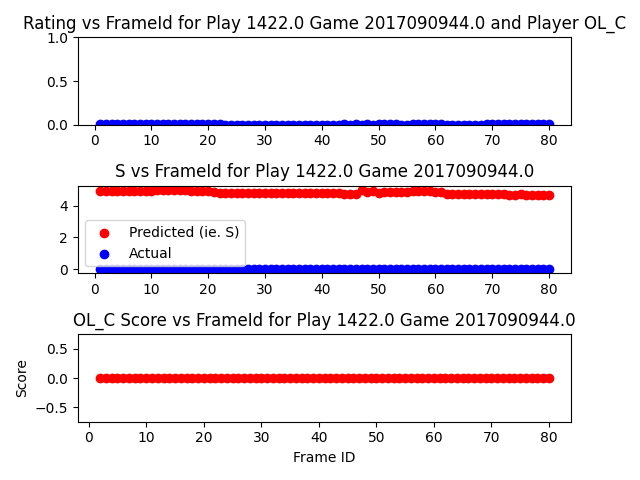 Rating vs FrameId for Play 1422.0 Game 2017090944.0 and Player OL_C
1.0
0.5
0.0
0 10 20 30 40 50 60 70 80
S vs FrameId for Play 1422.0 Game 2017090944.0
4
2
0
Predicted (ie. S)
Actual
0 10 20 30 40 50 60 70 80
OL_C Score vs FrameId for Play 1422.0 Game 2017090944.0
Score
0.5
0.0
−0.5
0 10 20 30 40 50 60 70 80
Frame ID